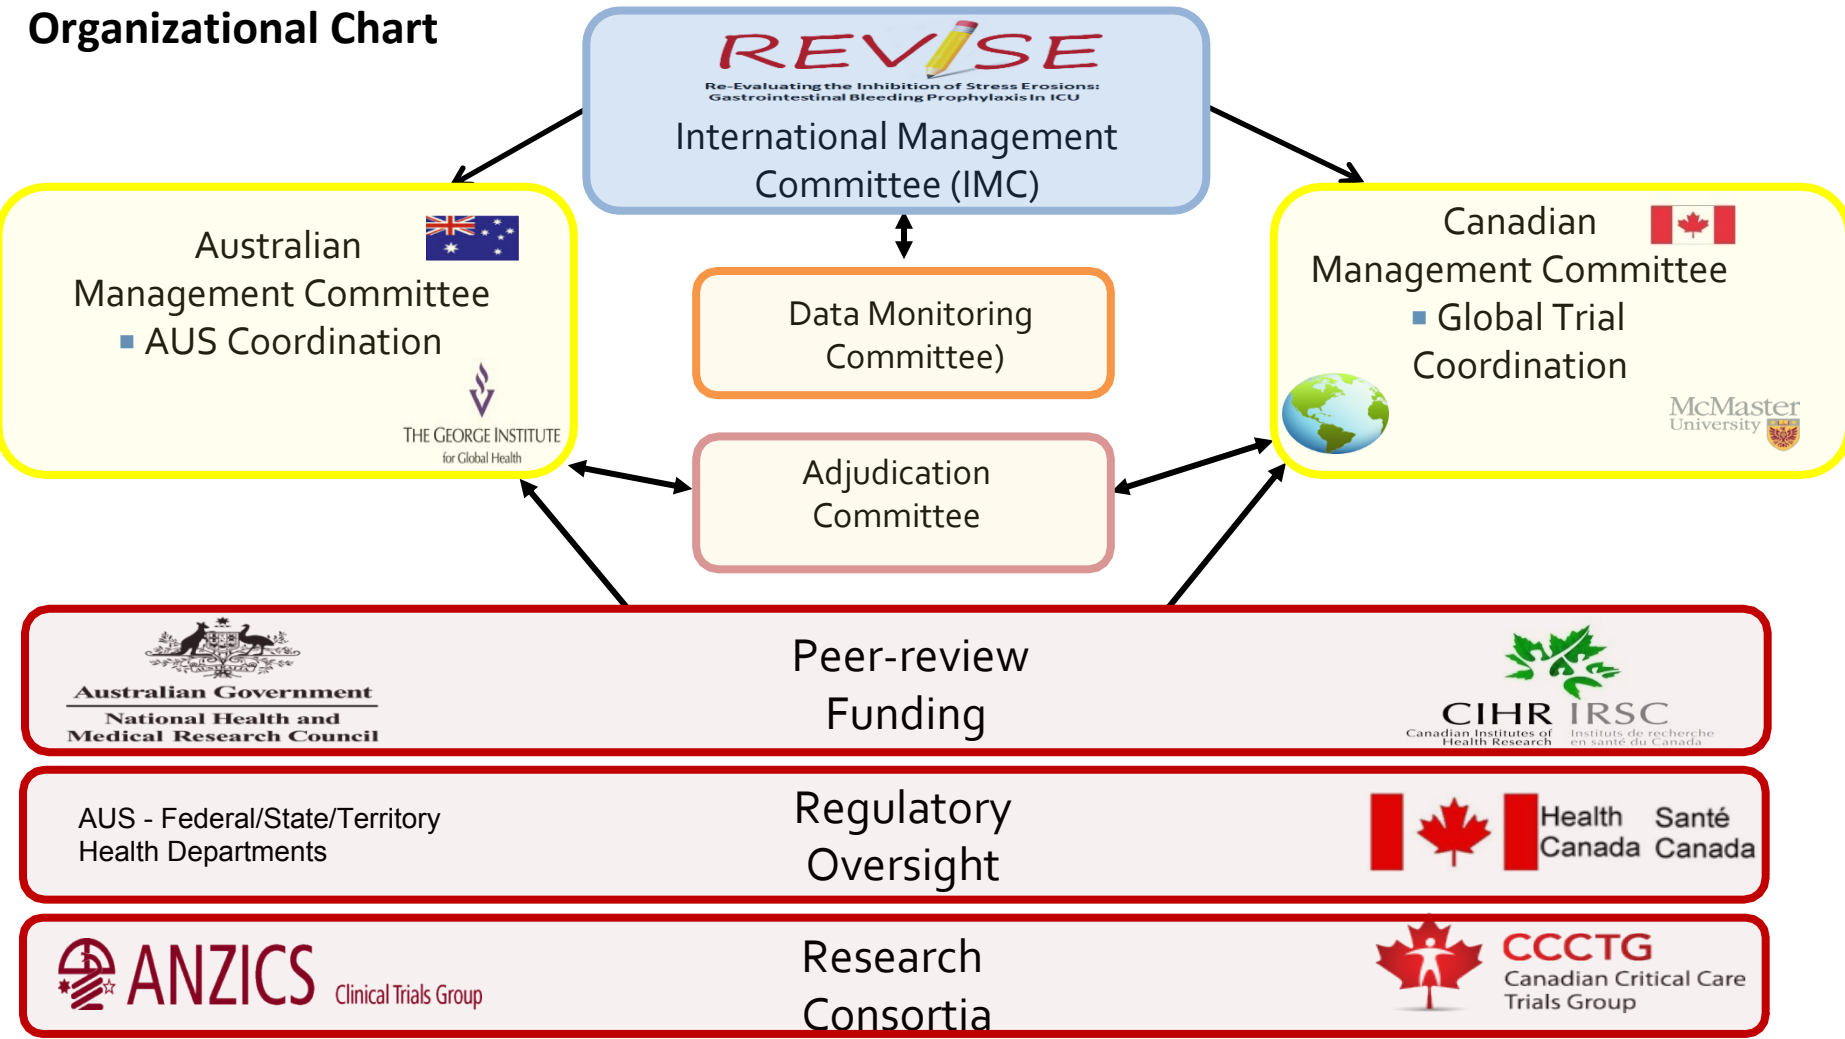 Organizational Chart
REVISE
Re-Evaluating the Inhibition of Stress Erosions:
Gastrointestinal Bleeding Prophylaxis In ICU
International Management
Committee (IMC)
Australian
Management Committee
▪ AUS Coordination
THE GEORGE INSTITUTE
for Global Health
Data Monitoring
Committee)
Canadian
Management Committee
▪ Global Trial
Coordination
McMaster
University
Adjudication
Committee
Australian Government
National Health and
Medical Research Council
Peer-review
Funding
CIHR IRSC
Canadian Institutes of Instituts de recherche
Health Research en santé du Canada
AUS - Federal/State/Territory
Health Departments
Regulatory
Oversight
Health Santé
Canada Canada
ANZICS Clinical Trials Group
Research
Consortia
CCCTG
Canadian Critical Care
Trials Group